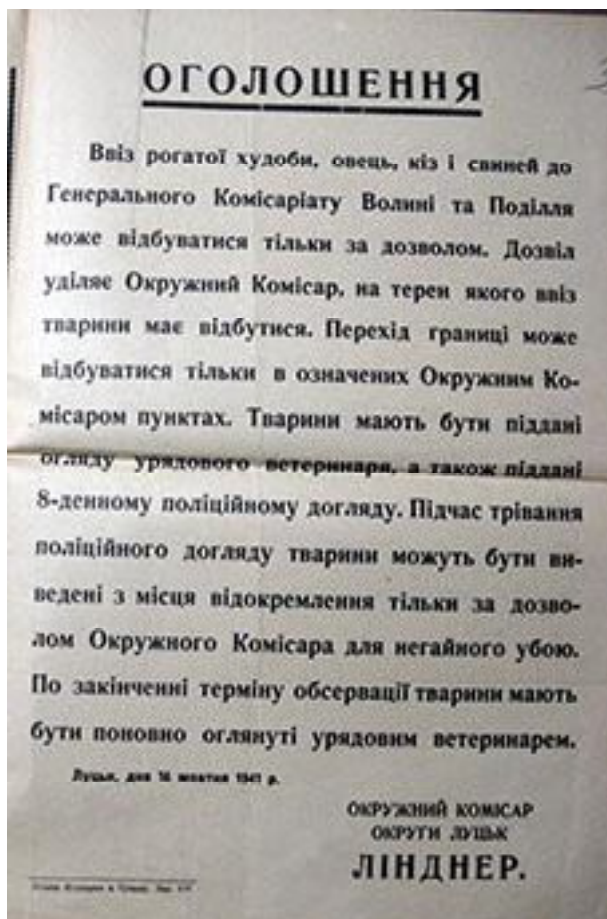 ОГОЛОШЕННЯ
Ввіз рогатої худоби, овець, кіз і свиней до
Генерального Комісаріату Волині та Поділля
може відбуватися тільки за дозволом. Дозвіл
уділяє Окружний Комісар, на терен якого ввіз
тварини має відбутися. Перехід границі може
відбуватися тільки в означених Окружним Ко-
місаром пунктах. Тварини мають бути піддані
огляду урядового ветеринаря, а також піддані
8-денному поліційному догляду. Підчас трівання
поліційного догляду тварини можуть бути ви-
ведені з місця відокремлення тільки за дозво-
лом Окружного Комісара для негайного убою.
По закінченні терміну обсервації тварини мають
бути поновно оглянуті урядовим ветеринарем.
Луцьк, дня 16 жовтня 1941 р.
ОКРУЖНИЙ КОМІСАР
ОКРУГИ ЛУЦЬК
ЛІНДНЕР.